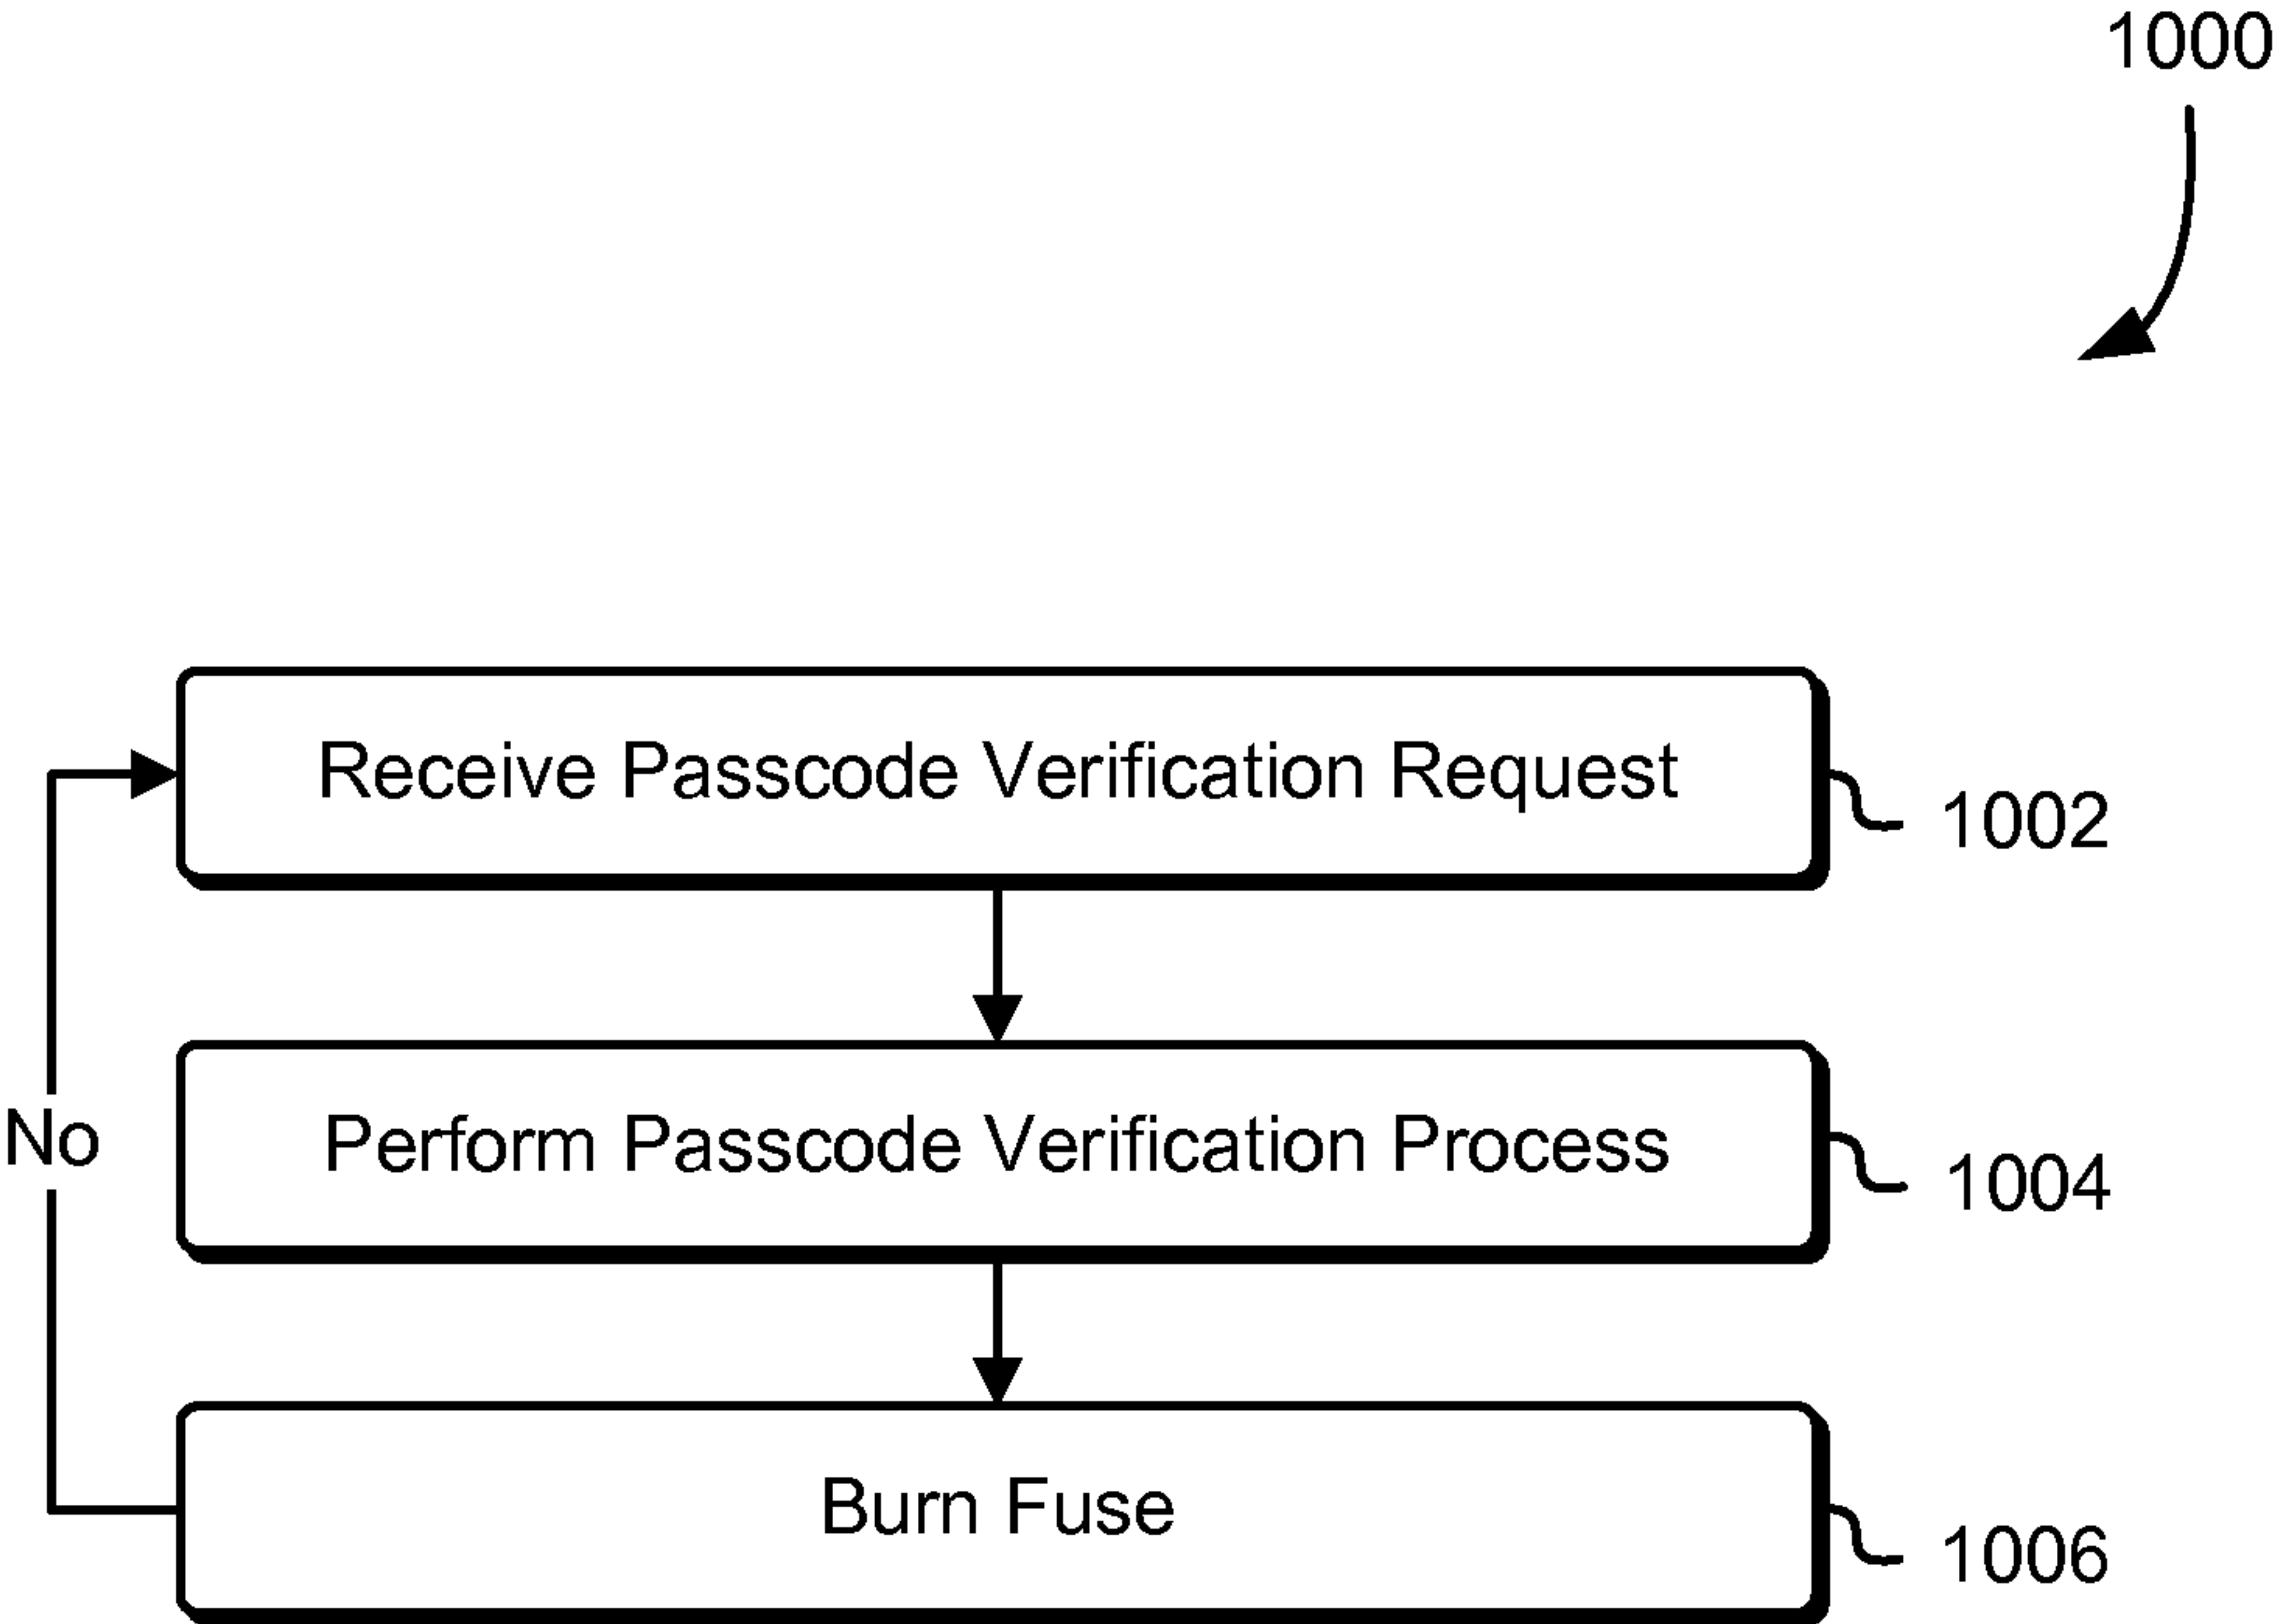 1000
Receive Passcode Verification Request
1002
No
Perform Passcode Verification Process
1004
Burn Fuse
1006